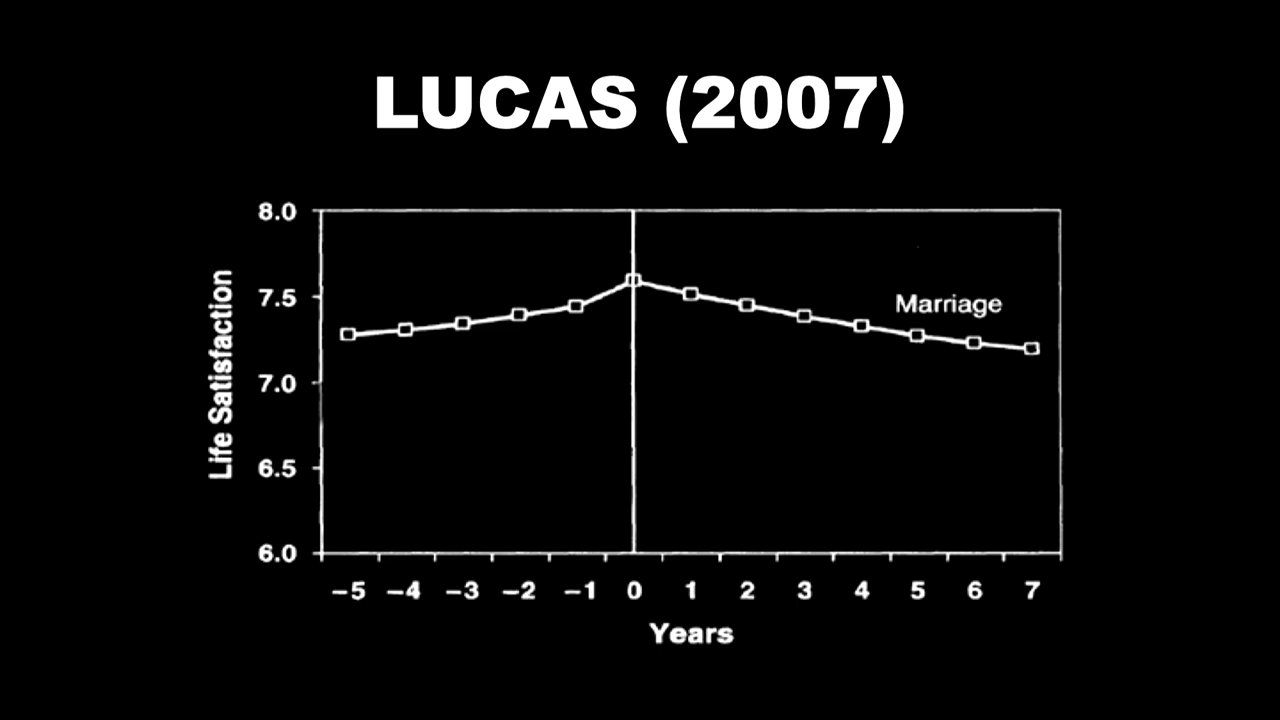 LUCAS (2007)
8.0
7.5
7.0
6.5
6.0
Life Satisfaction
Marriage
−5 −4 −3 −2 −1 0 1 2 3 4 5 6 7
Years